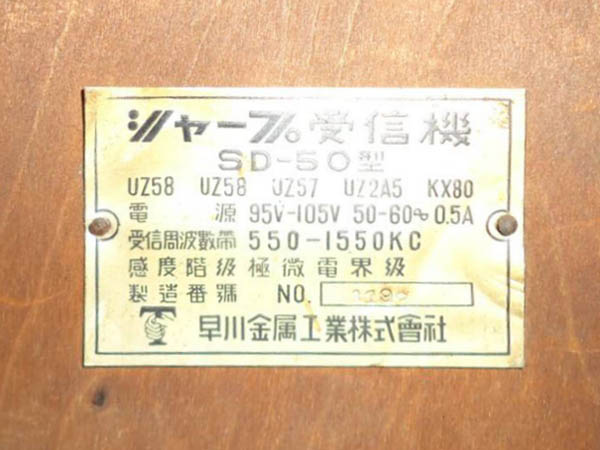 シャープ受信機
SD-50型
UZ58 UZ58 UZ57 UZ2A5 KX80
電源 95V-105V 50-60~ 0.5A
受信周波數帶 550-1550KC
感度階級 極微電界級
製造番號 NO.
早川金属工業株式會社